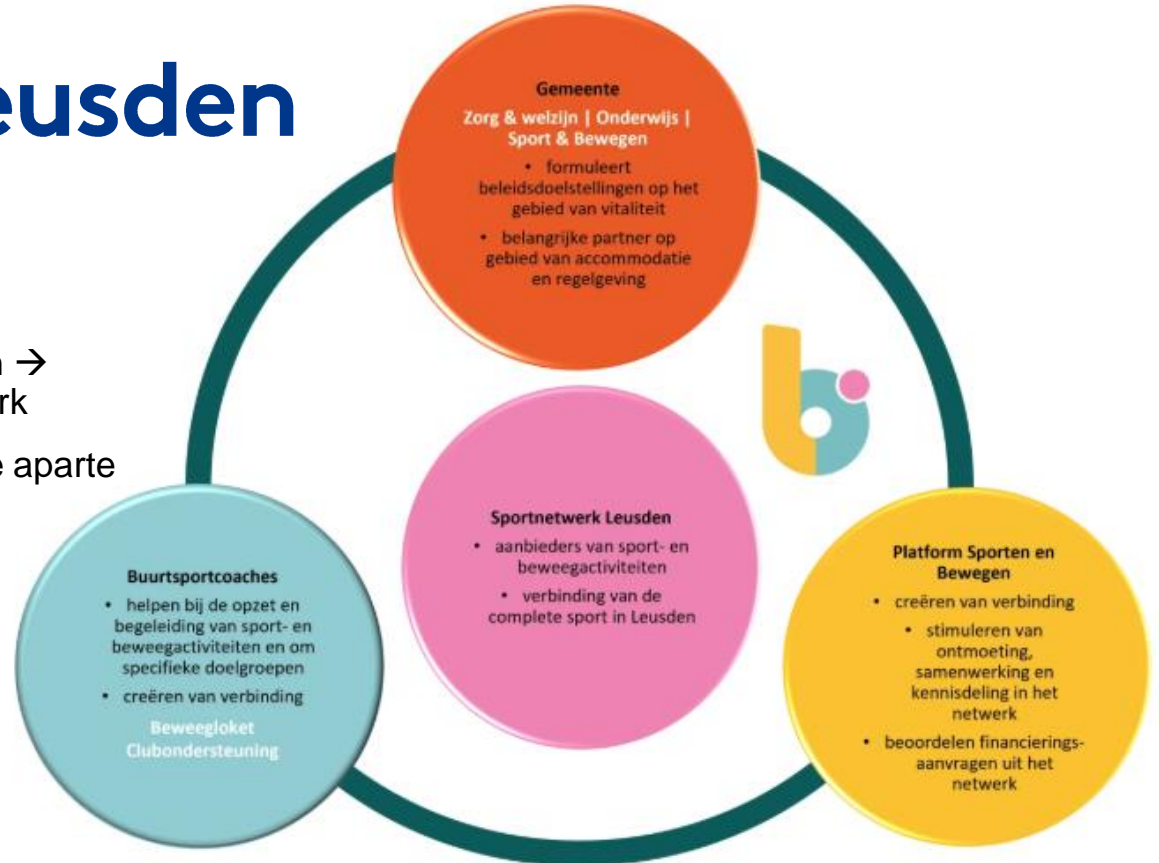 eusden
Gemeente
Zorg & welzijn | Onderwijs |
Sport & Bewegen
• formuleert
beleidsdoelstellingen op het
gebied van vitaliteit
• belangrijke partner op
gebied van accommodatie
en regelgeving
→
rk
e aparte
Sportnetwerk Leusden
• aanbieders van sport- en
beweegactiviteiten
• verbinding van de
complete sport in Leusden
Buurtsportcoaches
• helpen bij de opzet en
begeleiding van sport- en
beweegactiviteiten en om
specifieke doelgroepen
• creëren van verbinding
Beweegloket
Clubondersteuning
Platform Sporten en
Bewegen
• creëren van verbinding
• stimuleren van
ontmoeting,
samenwerking en
kennisdeling in het
netwerk
• beoordelen financierings-
aanvragen uit het
netwerk